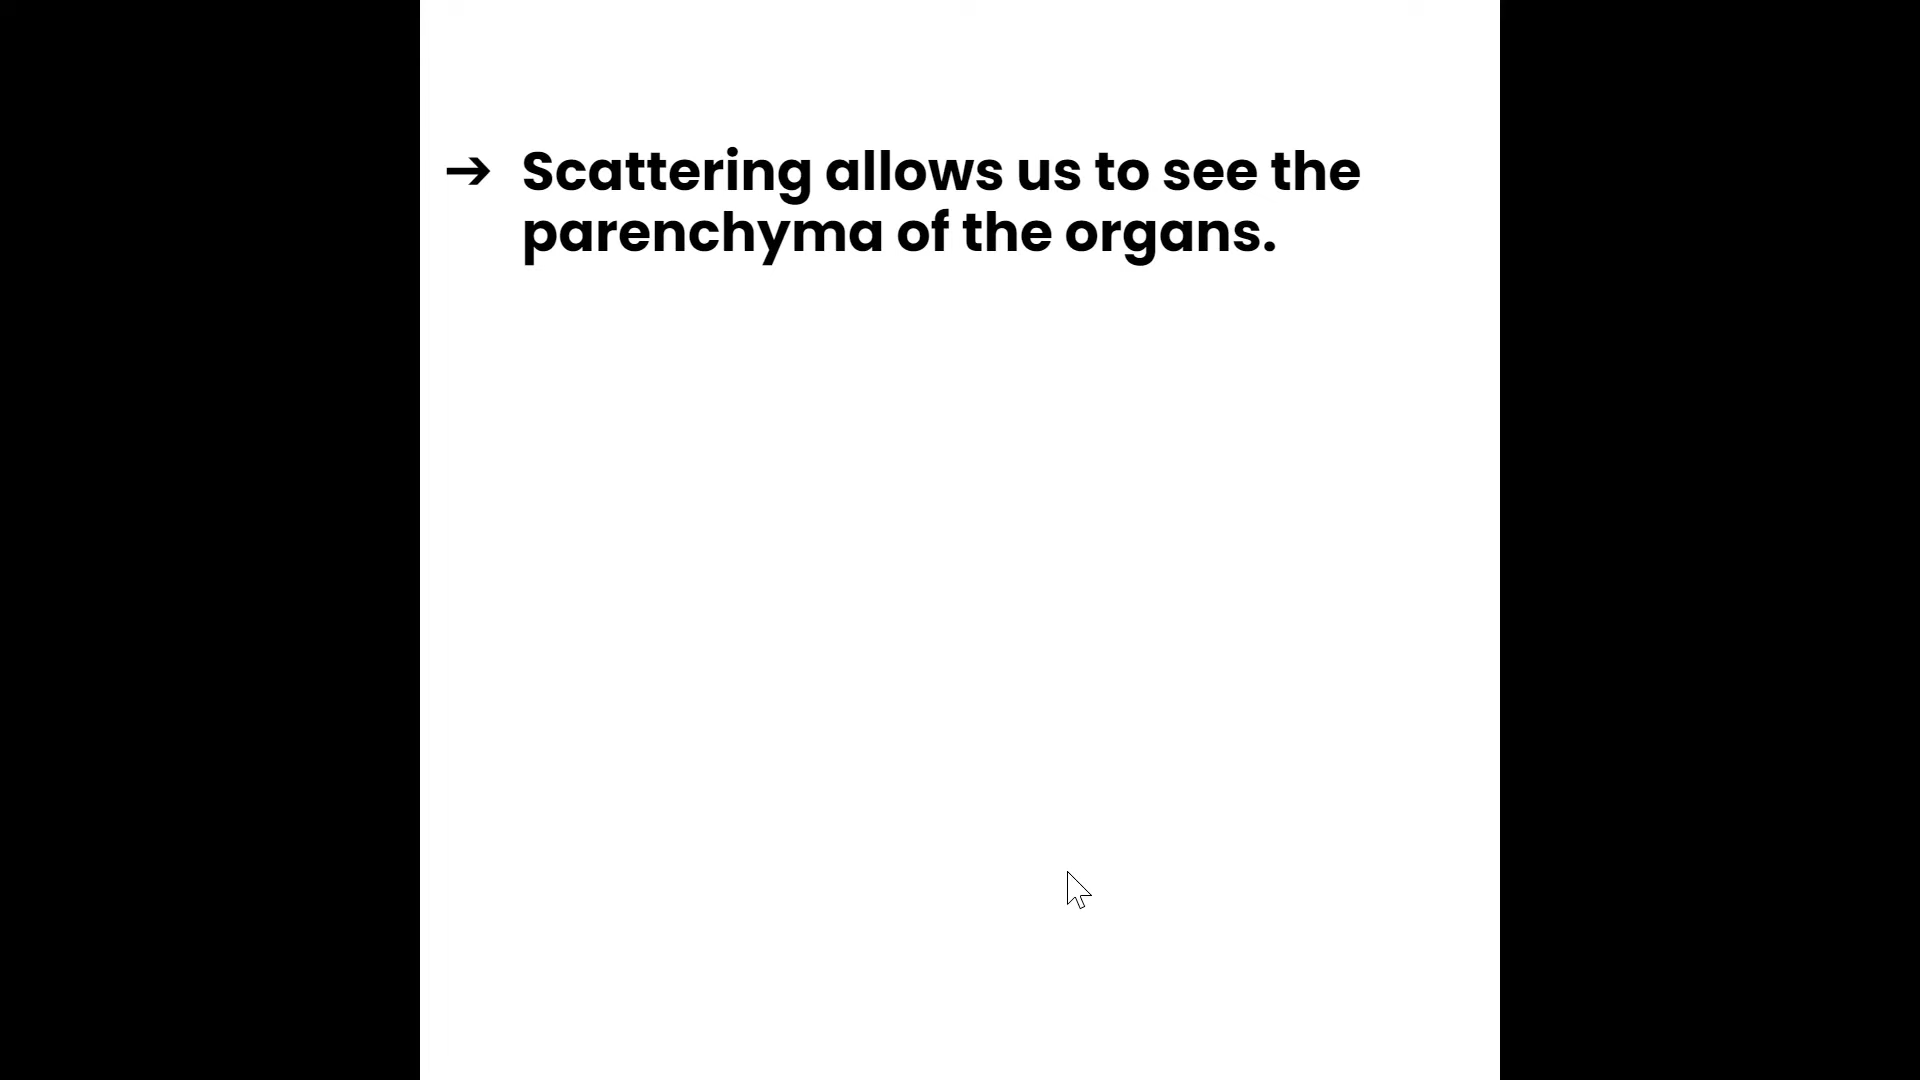 ➔ Scattering allows us to see the
parenchyma of the organs.